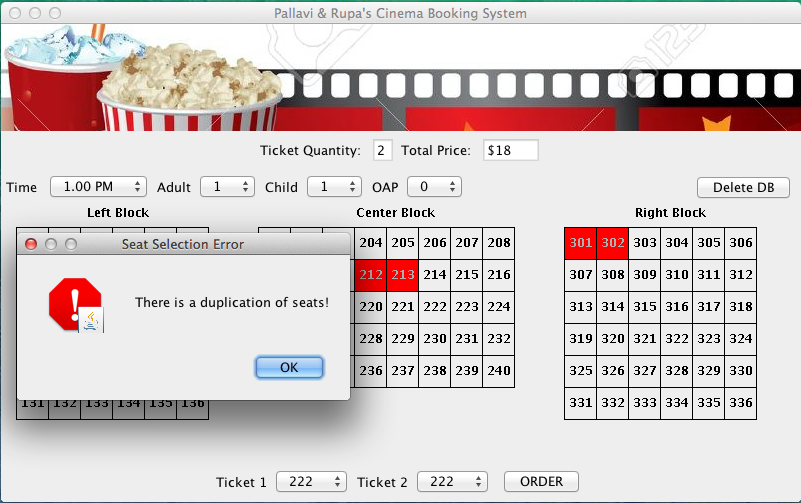 Pallavi & Rupa's Cinema Booking System
Ticket Quantity: 2 Total Price: $18
Time 1.00 PM Adult 1 Child 1 OAP 0 Delete DB
Left Block Center Block Right Block
Seat Selection Error
There is a duplication of seats!
OK
204 205 206 207 208 301 302 303 304 305 306
212 213 214 215 216 307 308 309 310 311 312
220 221 222 223 224 313 314 315 316 317 318
228 229 230 231 232 319 320 321 322 323 324
236 237 238 239 240 325 326 327 328 329 330
131 132 133 134 135 136 331 332 333 334 335 336
Ticket 1 222 Ticket 2 222 ORDER